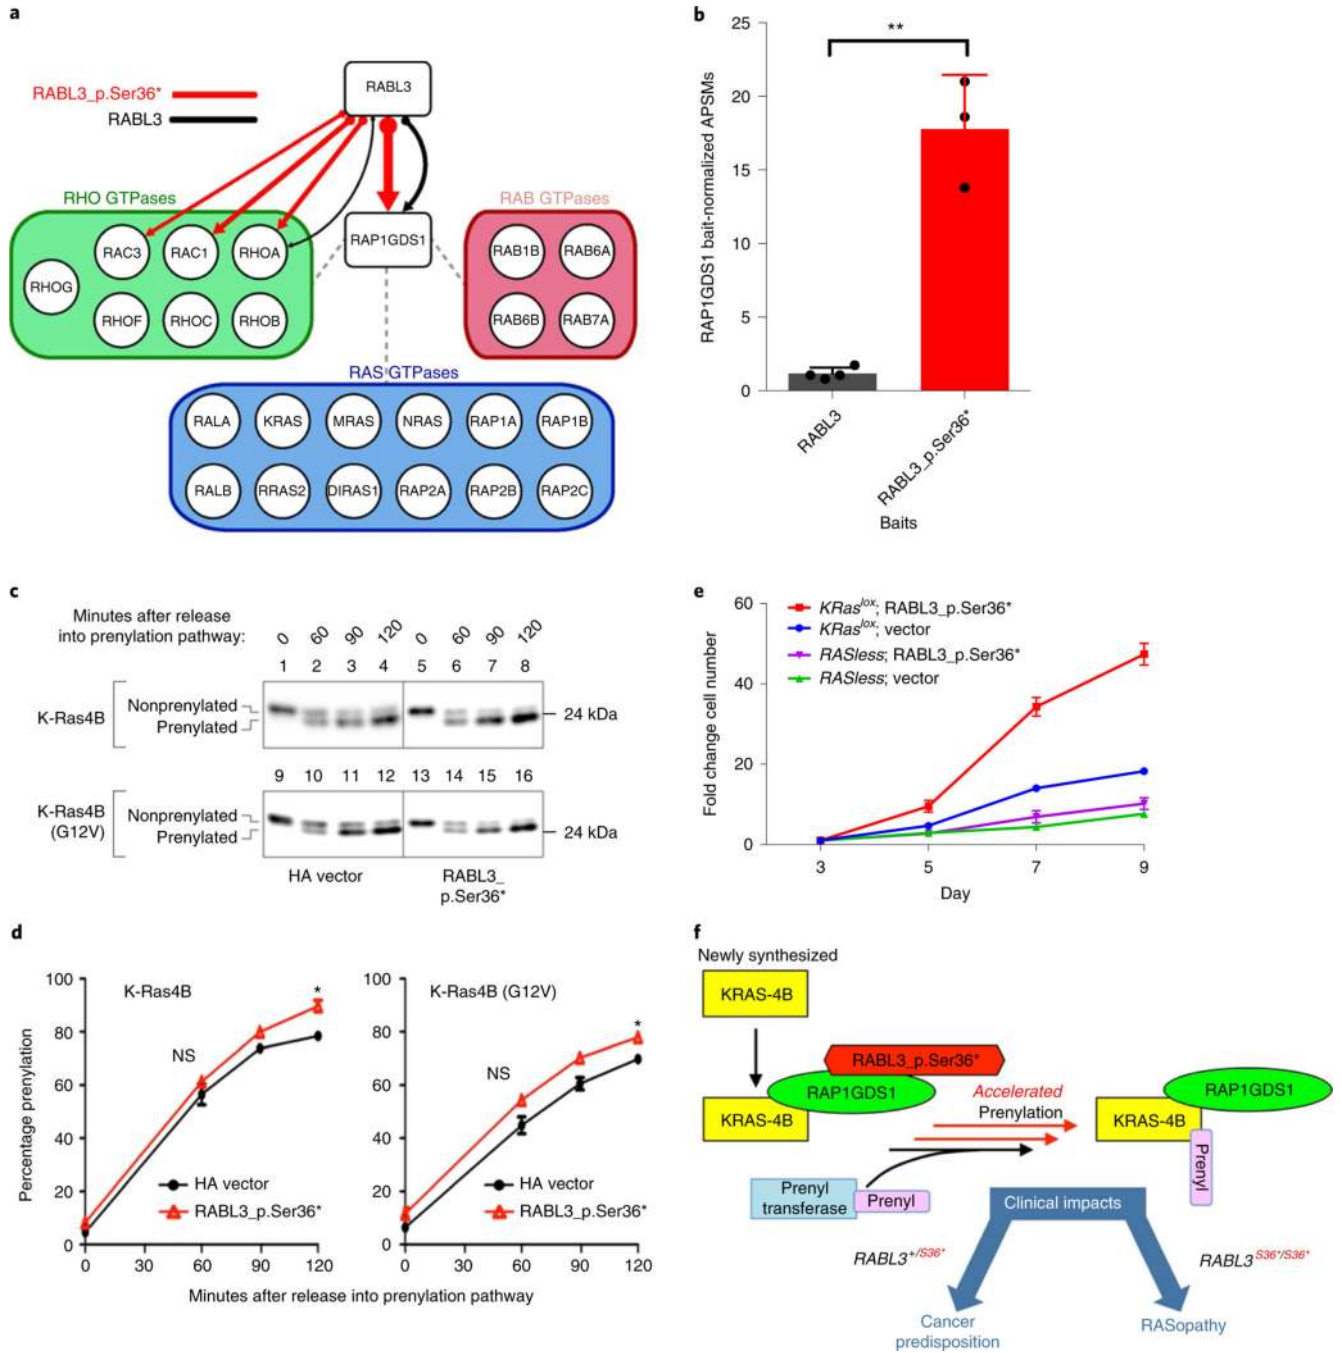 a
RABL3_p.Ser36*
RABL3
RABL3
RHO GTPases
RAC3
RAC1
RHOA
RHOG
RHOF
RHOC
RHOB
RAP1GDS1
RAB GTPases
RAB1B
RAB6A
RAB6B
RAB7A
RAS GTPases
RALA
KRAS
MRAS
NRAS
RAP1A
RAP1B
RALB
RRAS2
DIRAS1
RAP2A
RAP2B
RAP2C
b
RAP1GDS1 bait-normalized APSMs
25
20
15
10
5
0
**
RABL3
RABL3_p.Ser36*
Baits
c
Minutes after release
into prenylation pathway:
0 60 90 120 0 60 90 120
1 2 3 4 5 6 7 8
K-Ras4B
Nonprenylated
Prenylated
24 kDa
9 10 11 12 13 14 15 16
K-Ras4B
(G12V)
Nonprenylated
Prenylated
24 kDa
HA vector
RABL3_
p.Ser36*
e
Fold change cell number
60
40
20
0
KRas^lox; RABL3_p.Ser36*
KRas^lox; vector
RASless; RABL3_p.Ser36*
RASless; vector
3 5 7 9
Day
d
Percentage prenylation
100
80
60
40
20
0
K-Ras4B
NS
*
HA vector
RABL3_p.Ser36*
0 30 60 90 120
100
80
60
40
20
0
K-Ras4B (G12V)
NS
*
HA vector
RABL3_p.Ser36*
0 30 60 90 120
Minutes after release into prenylation pathway
f
Newly synthesized
KRAS-4B
RABL3_p.Ser36*
RAP1GDS1
KRAS-4B
Accelerated
Prenylation
Prenyl
transferase
Prenyl
RAP1GDS1
KRAS-4B
Prenyl
Clinical impacts
RABL3^+/S36*
RABL3^S36*/S36*
Cancer
predisposition
RASopathy